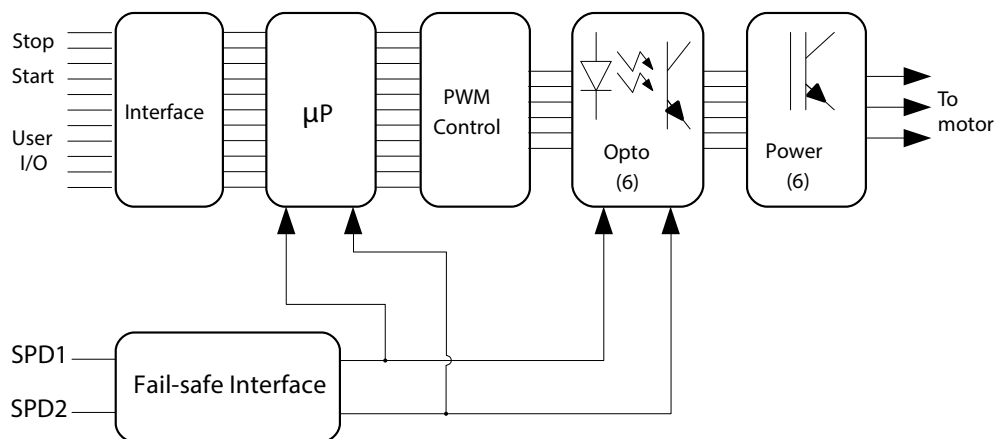 Stop
Start
User
I/O
Interface
µP
PWM
Control
Opto
(6)
Power
(6)
To
motor
SPD1
SPD2
Fail-safe Interface